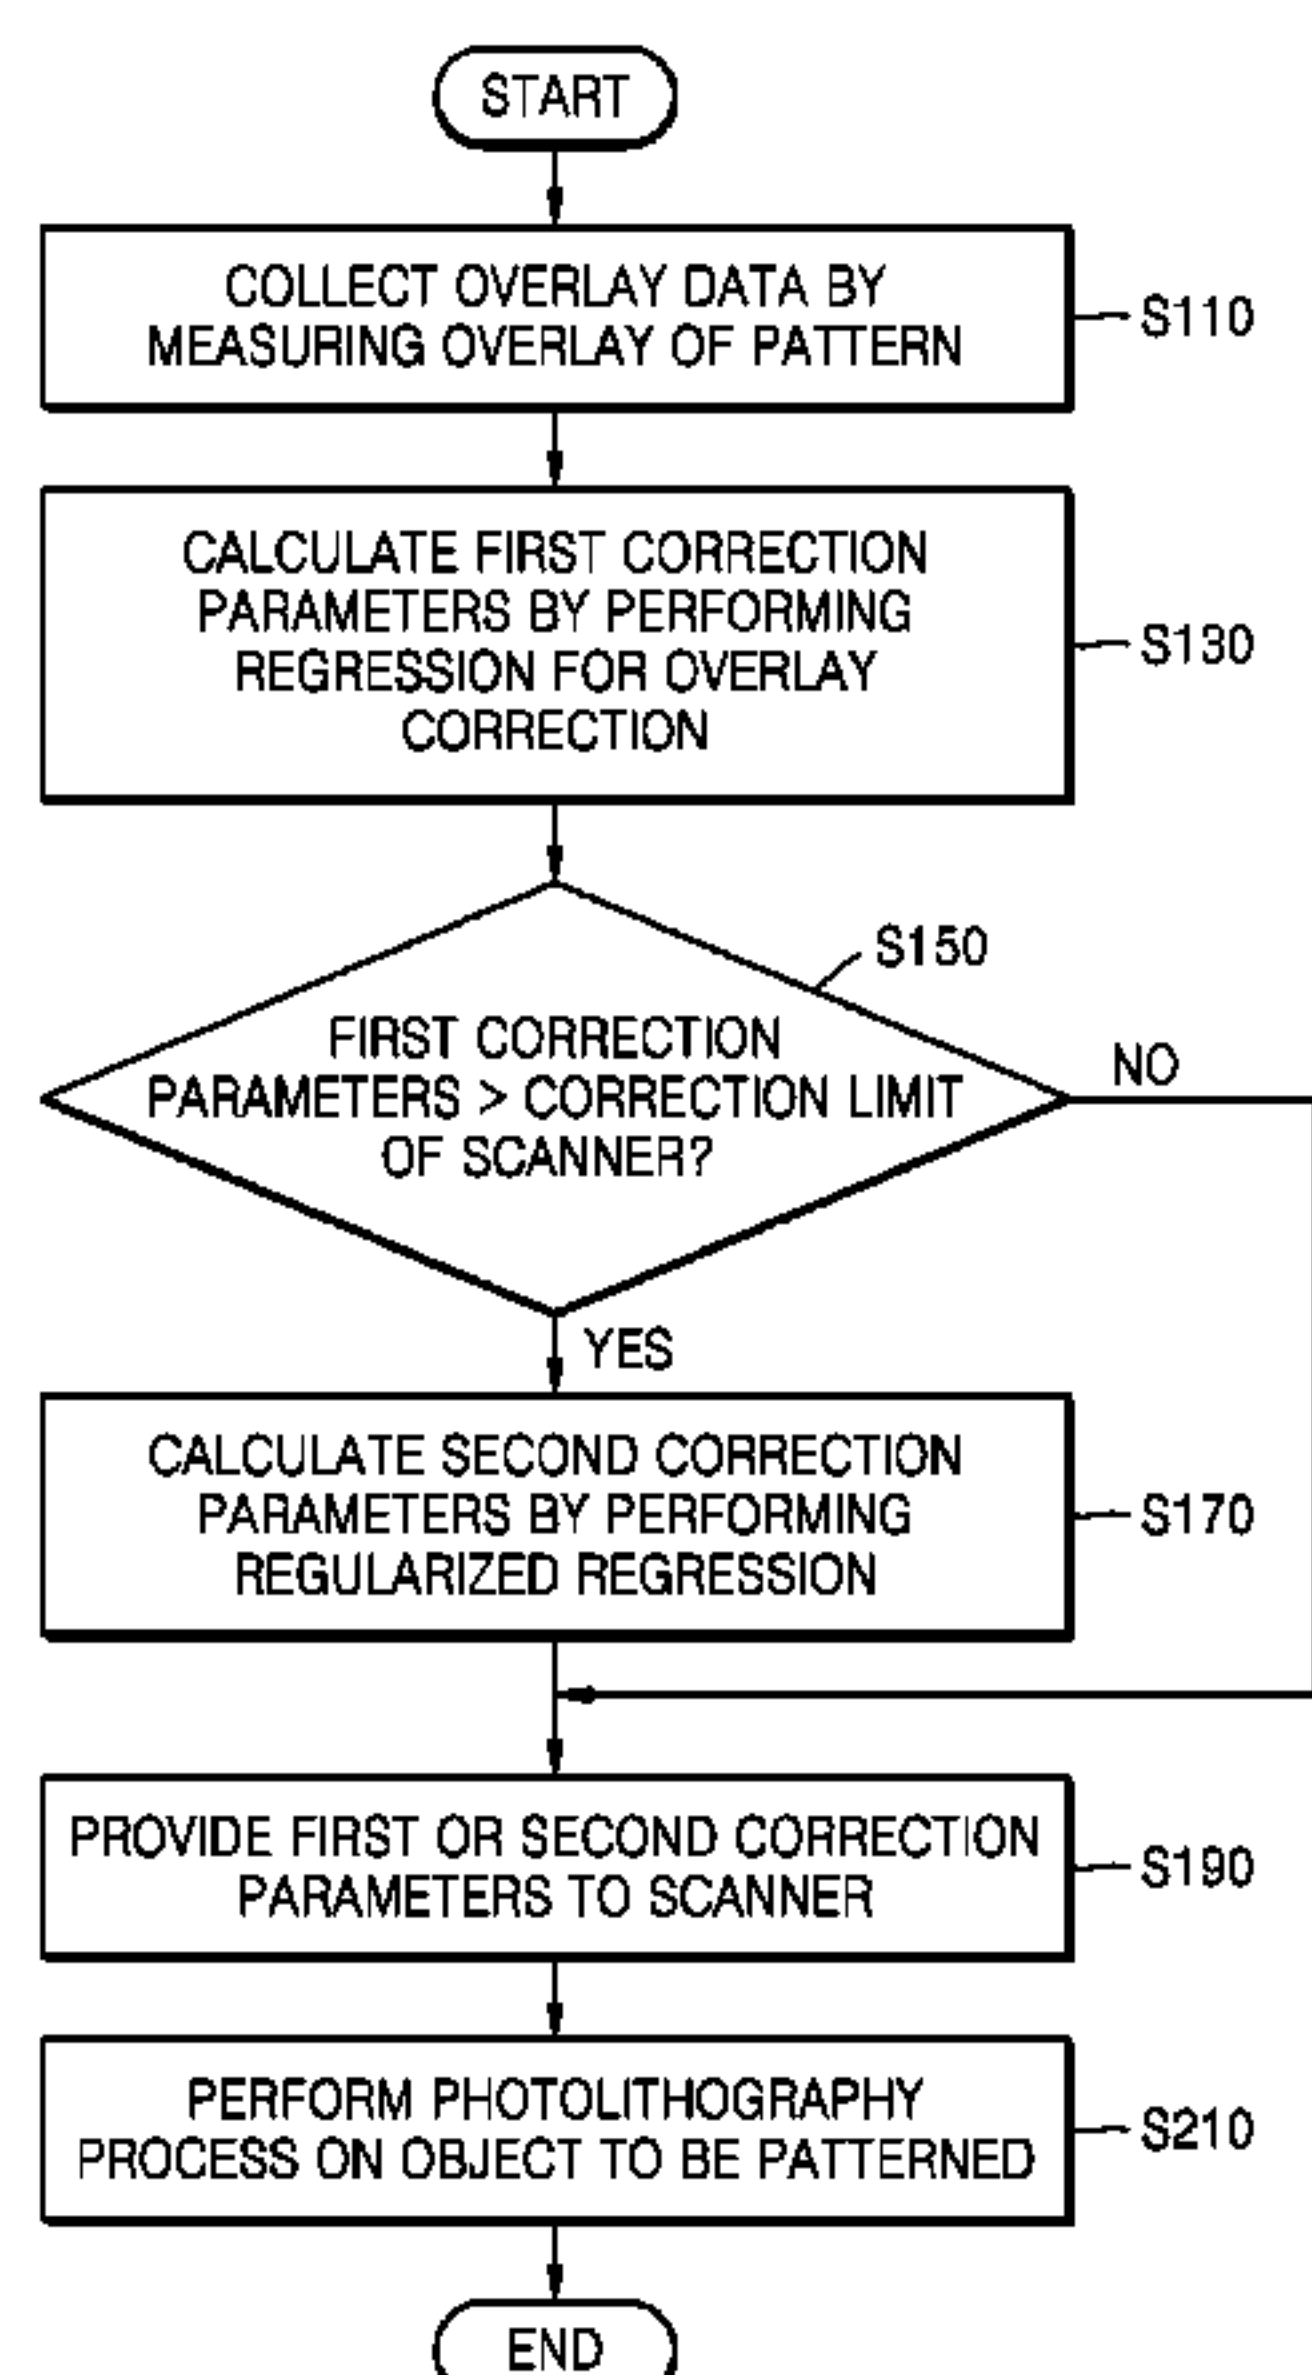 START
COLLECT OVERLAY DATA BY
MEASURING OVERLAY OF PATTERN
S110
CALCULATE FIRST CORRECTION
PARAMETERS BY PERFORMING
REGRESSION FOR OVERLAY
CORRECTION
S130
S150
FIRST CORRECTION
PARAMETERS > CORRECTION LIMIT
OF SCANNER?
NO
YES
CALCULATE SECOND CORRECTION
PARAMETERS BY PERFORMING
REGULARIZED REGRESSION
S170
PROVIDE FIRST OR SECOND CORRECTION
PARAMETERS TO SCANNER
S190
PERFORM PHOTOLITHOGRAPHY
PROCESS ON OBJECT TO BE PATTERNED
S210
END